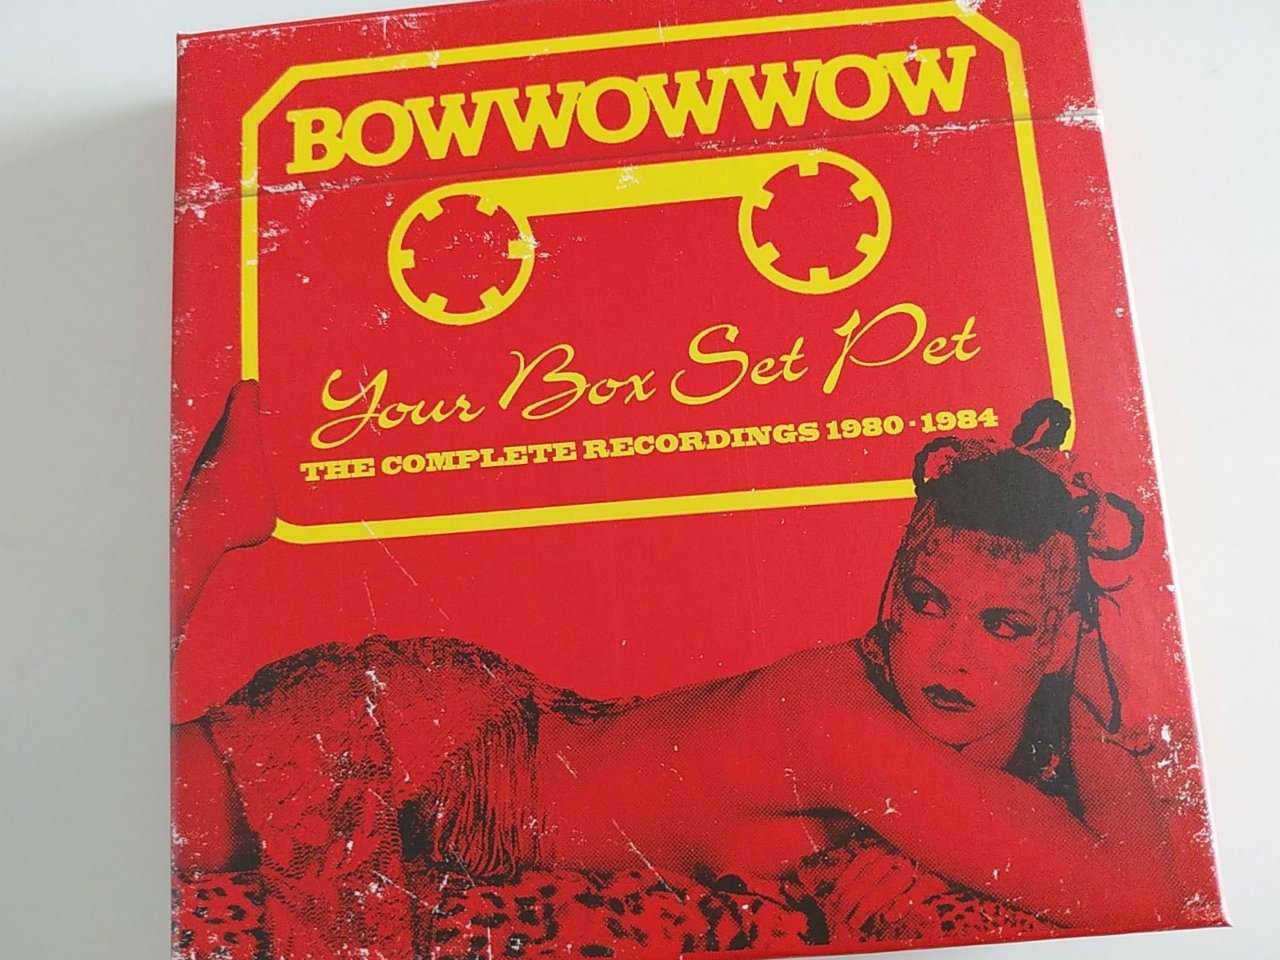 BOWWOWWOW
Your Box Set Pet
THE COMPLETE RECORDINGS 1980 · 1984